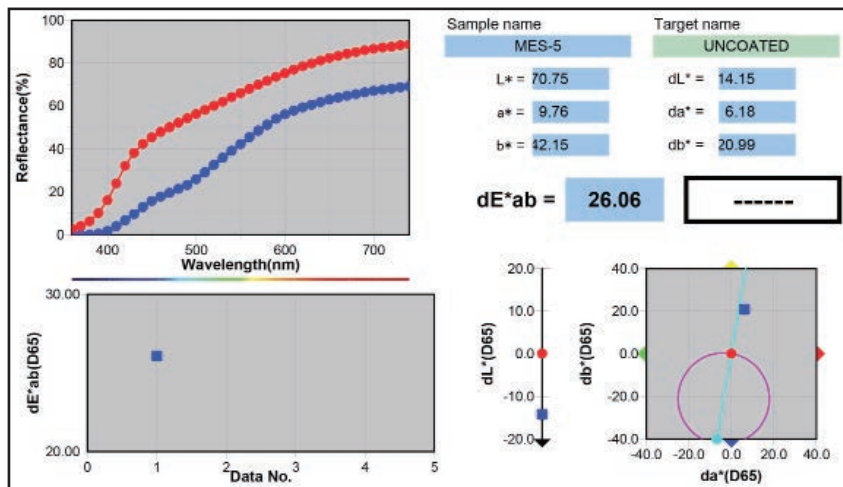 Sample name
Target name
MES-5
UNCOATED
L* = 70.75
dL* = 14.15
a* = 9.76
da* = 6.18
b* = 42.15
db* = 20.99
dE*ab = 26.06
------
100
80
60
40
20
0
Reflectance(%)
400 500 600 700
Wavelength(nm)
30.00
20.00
dE*ab(D65)
0 1 2 3 4 5
Data No.
20.0
10.0
0.0
-10.0
-20.0
dL*(D65)
40.0
20.0
0.0
-20.0
-40.0
db*(D65)
-40.0 -20.0 0.0 20.0 40.0
da*(D65)